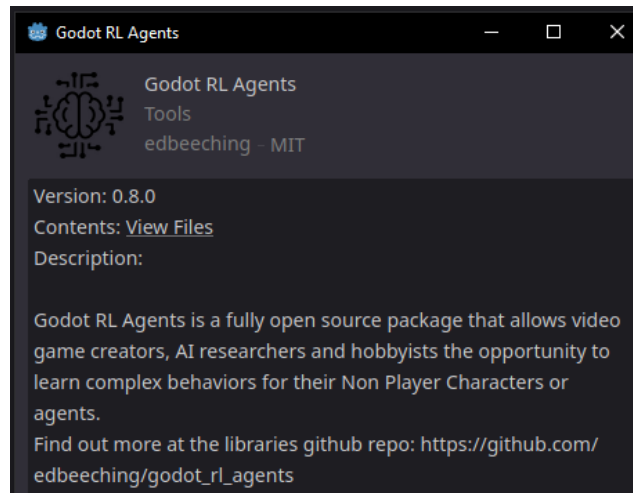 Godot RL Agents
Godot RL Agents
Tools
edbeeching - MIT
Version: 0.8.0
Contents: View Files
Description:
Godot RL Agents is a fully open source package that allows video
game creators, AI researchers and hobbyists the opportunity to
learn complex behaviors for their Non Player Characters or
agents.
Find out more at the libraries github repo: https://github.com/
edbeeching/godot_rl_agents